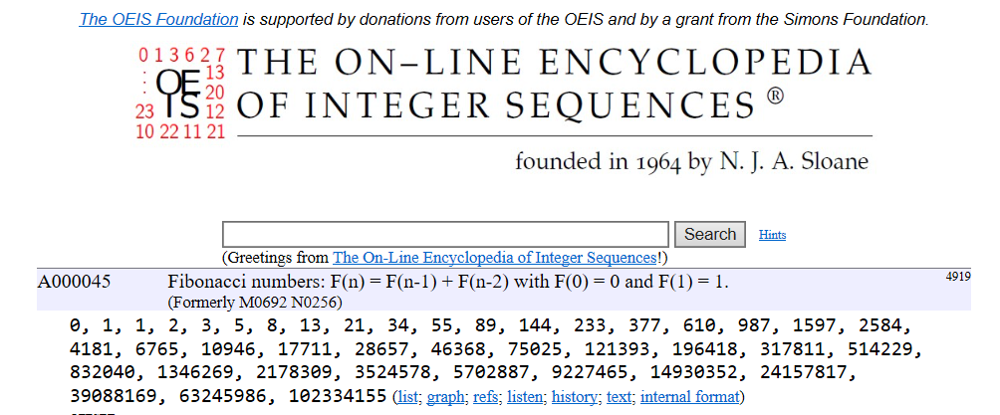 The OEIS Foundation is supported by donations from users of the OEIS and by a grant from the Simons Foundation.
0 1 3 6 2 7
: 13
: OE 20
23 IS 12
10 22 11 21
THE ON–LINE ENCYCLOPEDIA
OF INTEGER SEQUENCES ®
founded in 1964 by N. J. A. Sloane
Search Hints
(Greetings from The On-Line Encyclopedia of Integer Sequences!)
A000045 Fibonacci numbers: F(n) = F(n-1) + F(n-2) with F(0) = 0 and F(1) = 1. 4919
(Formerly M0692 N0256)
0, 1, 1, 2, 3, 5, 8, 13, 21, 34, 55, 89, 144, 233, 377, 610, 987, 1597, 2584,
4181, 6765, 10946, 17711, 28657, 46368, 75025, 121393, 196418, 317811, 514229,
832040, 1346269, 2178309, 3524578, 5702887, 9227465, 14930352, 24157817,
39088169, 63245986, 102334155 (list; graph; refs; listen; history; text; internal format)